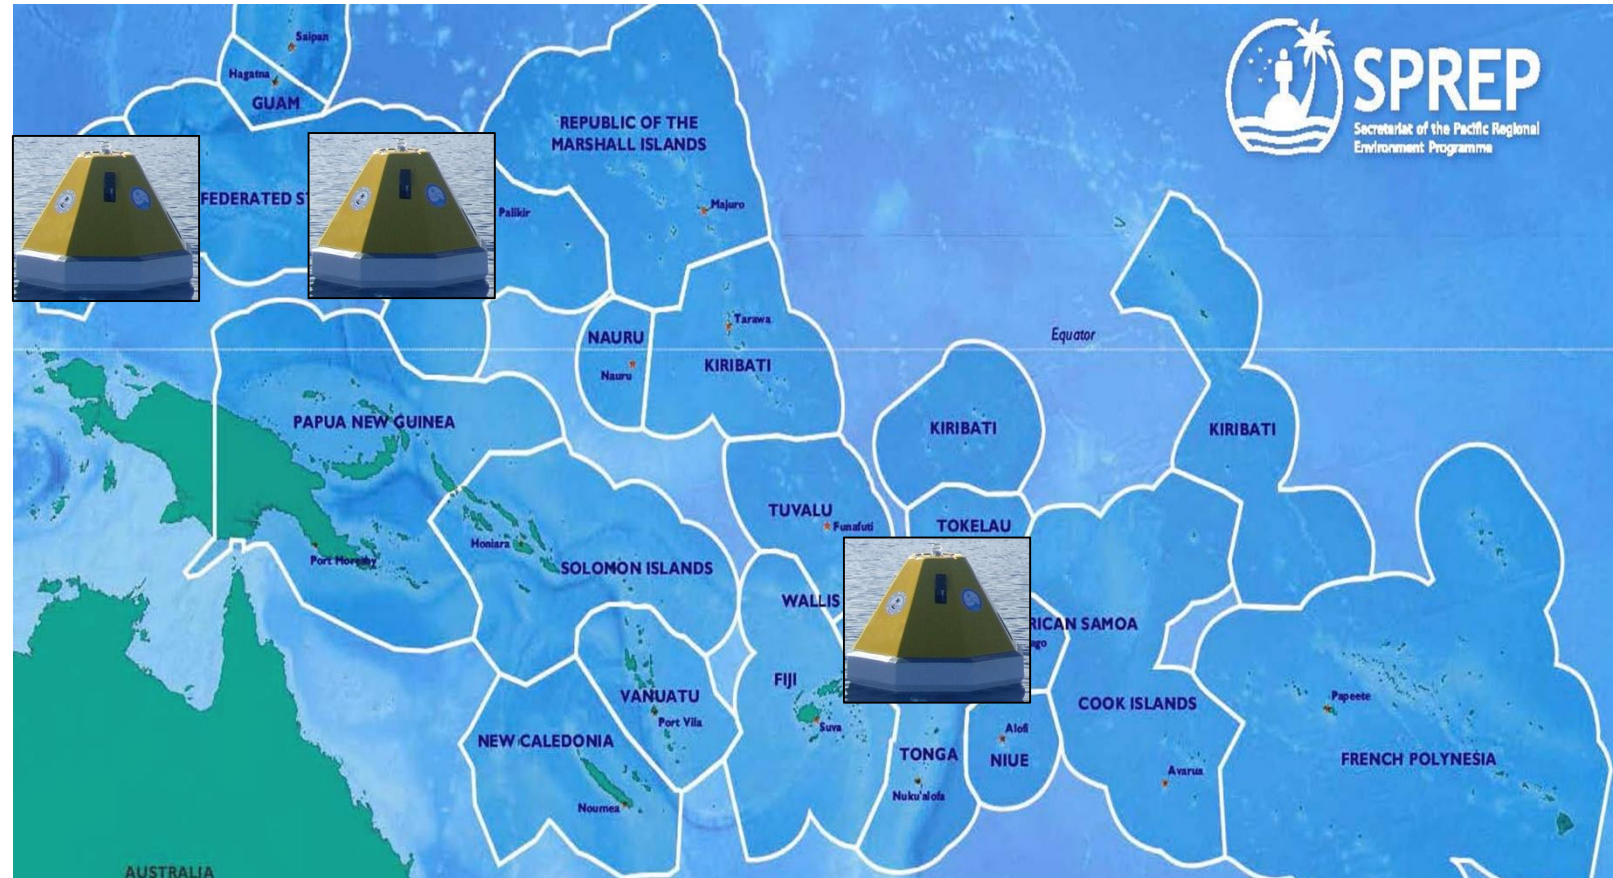 Saipan
Hagatna
GUAM
SPREP
Secretariat of the Pacific Regional
Environment Programme
REPUBLIC OF THE
MARSHALL ISLANDS
FEDERATED
Palikir
Majuro
Tarawa
NAURU
Nauru
KIRIBATI
Equator
PAPUA NEW GUINEA
KIRIBATI
KIRIBATI
TUVALU
Funafuti
TOKELAU
Honiara
Port Moresby
SOLOMON ISLANDS
WALLIS
RICAN SAMOA
ago
FIJI
VANUATU
Port Vila
Suva
COOK ISLANDS
Papeete
NEW CALEDONIA
Alofi
TONGA
NIUE
FRENCH POLYNESIA
Avarua
Noumea
Nuku'alofa
AUSTRALIA